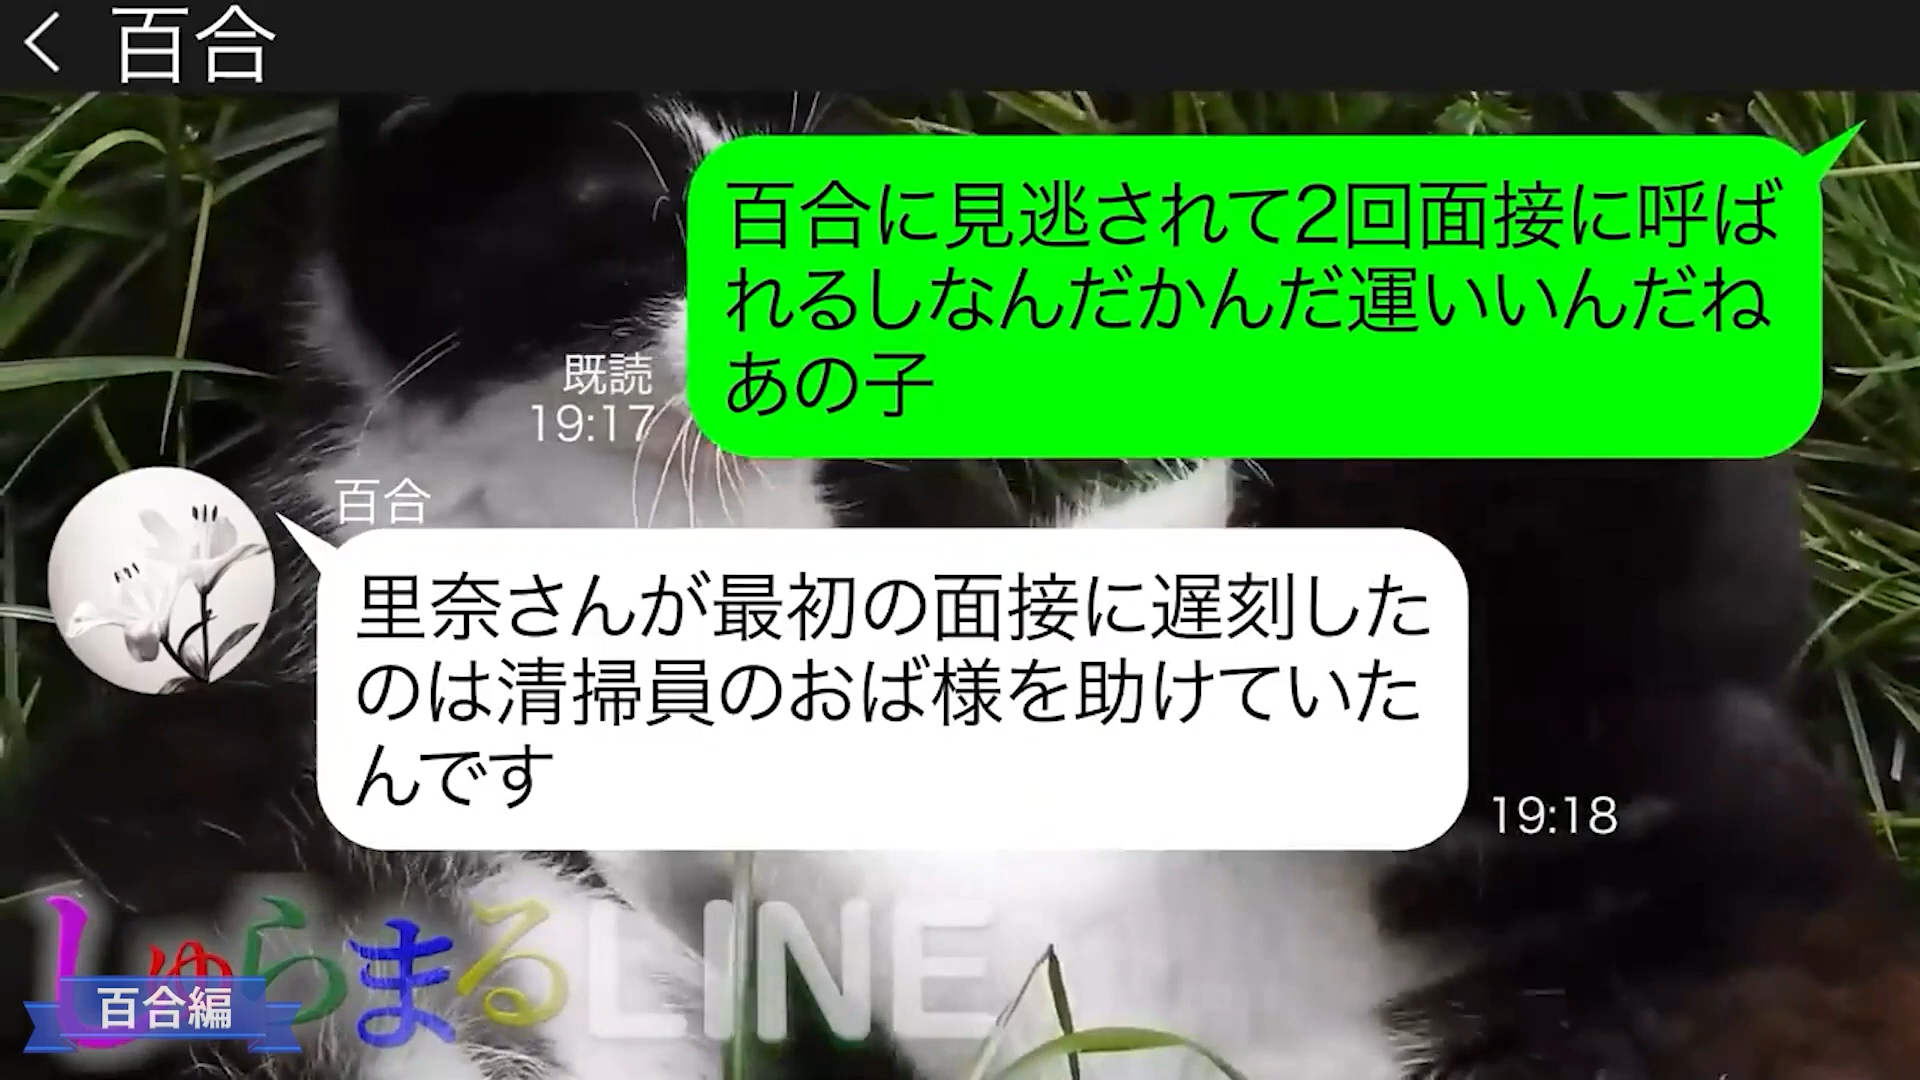 百合
百合に見逃されて2回面接に呼ば
れるしなんだかんだ運いいんだね
あの子
既読
19:17
百合
里奈さんが最初の面接に遅刻した
のは清掃員のおば様を助けていた
んです
19:18
しゅらまるLINE
百合編